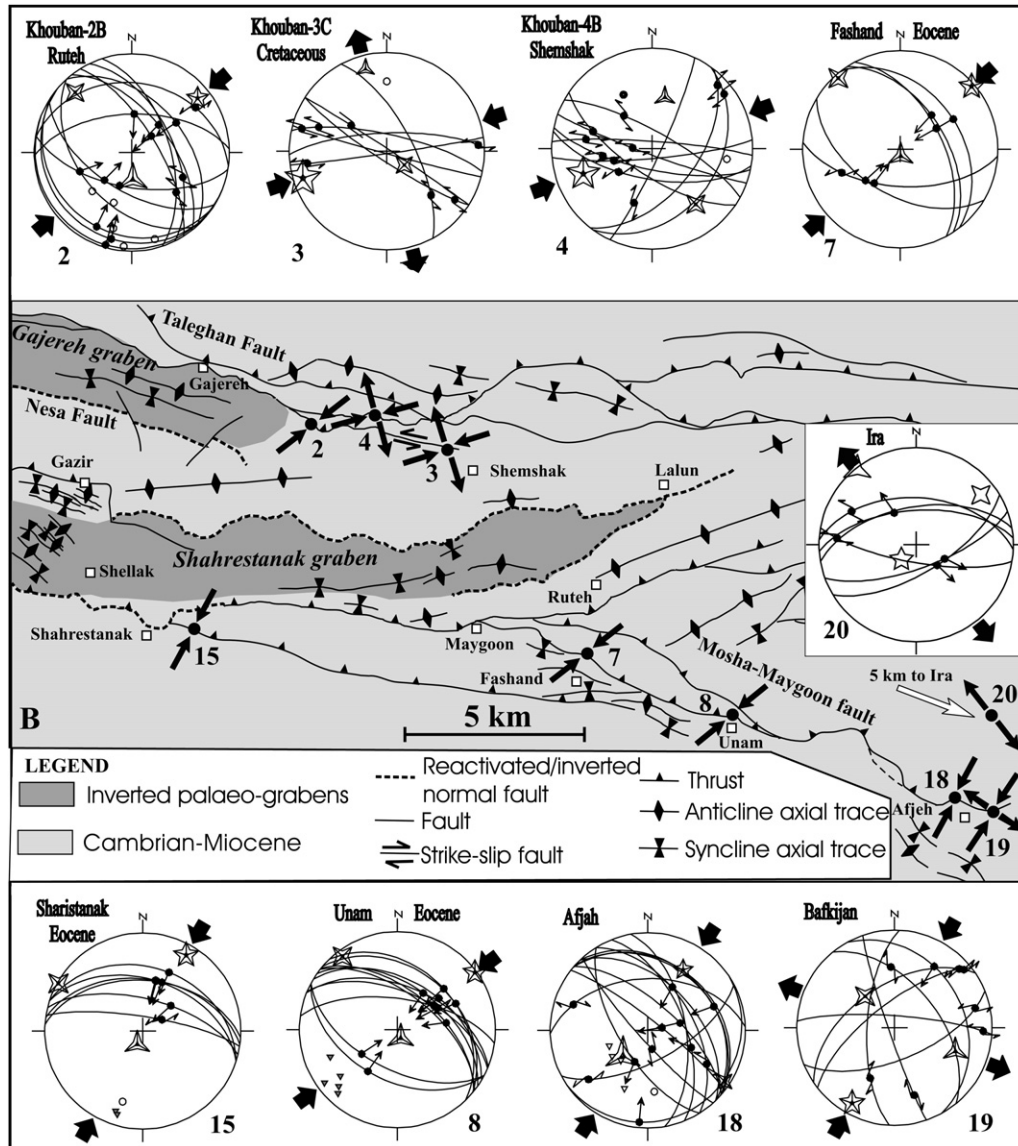 Khouban-2B
Ruteh
N
2
Khouban-3C
Cretaceous
N
3
Khouban-4B
Shemshak
N
4
Fashand Eocene
N
7
Gajereh graben
Taleghan Fault
Gajereh
Nesa Fault
2
4
3
Shemshak
Gazir
Lalun
Shahrestanak graben
Shellak
Ruteh
Shahrestanak
15
Maygoon
7
Fashand
Mosha-Maygoon fault
8
Unam
N
Ira
20
5 km to Ira
20
B
5 km
18
Afjeh
19
LEGEND
Inverted palaeo-grabens
Cambrian-Miocene
Reactivated/inverted
normal fault
Fault
Strike-slip fault
Thrust
Anticline axial trace
Syncline axial trace
Sharistanak
Eocene
N
15
Unam Eocene
N
8
Afjah
N
18
Bafkijan
N
19